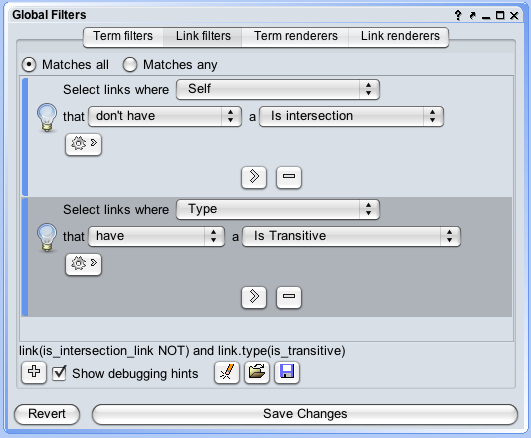 Global Filters
Term filters Link filters Term renderers Link renderers
Matches all Matches any
Select links where Self
that don't have a Is intersection
Select links where Type
that have a Is Transitive
link(is_intersection_link NOT) and link.type(is_transitive)
Show debugging hints
Revert Save Changes